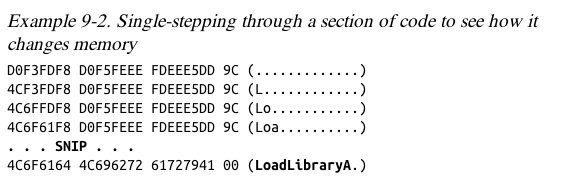 Example 9-2. Single-stepping through a section of code to see how it
changes memory
D0F3FDF8 D0F5FEEE FDEEE5DD 9C (.............)
4CF3FDF8 D0F5FEEE FDEEE5DD 9C (L............)
4C6FFDF8 D0F5FEEE FDEEE5DD 9C (Lo...........)
4C6F61F8 D0F5FEEE FDEEE5DD 9C (Loa..........)
. . . SNIP . . .
4C6F6164 4C696272 61727941 00 (LoadLibraryA.)